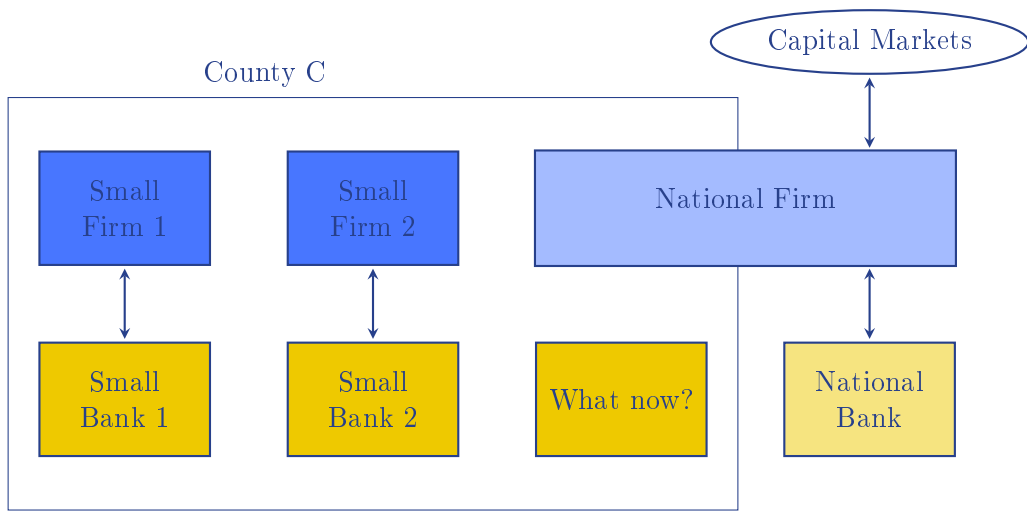 Capital Markets
County C
Small
Firm 1
Small
Firm 2
National Firm
Small
Bank 1
Small
Bank 2
What now?
National
Bank